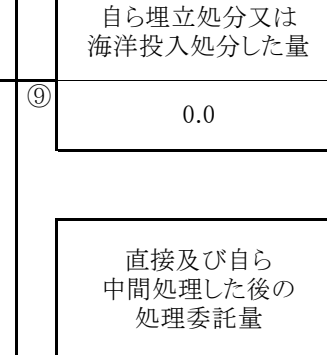 自ら埋立処分又は
海洋投入処分した量
⑨
0.0
直接及び自ら
中間処理した後の
処理委託量